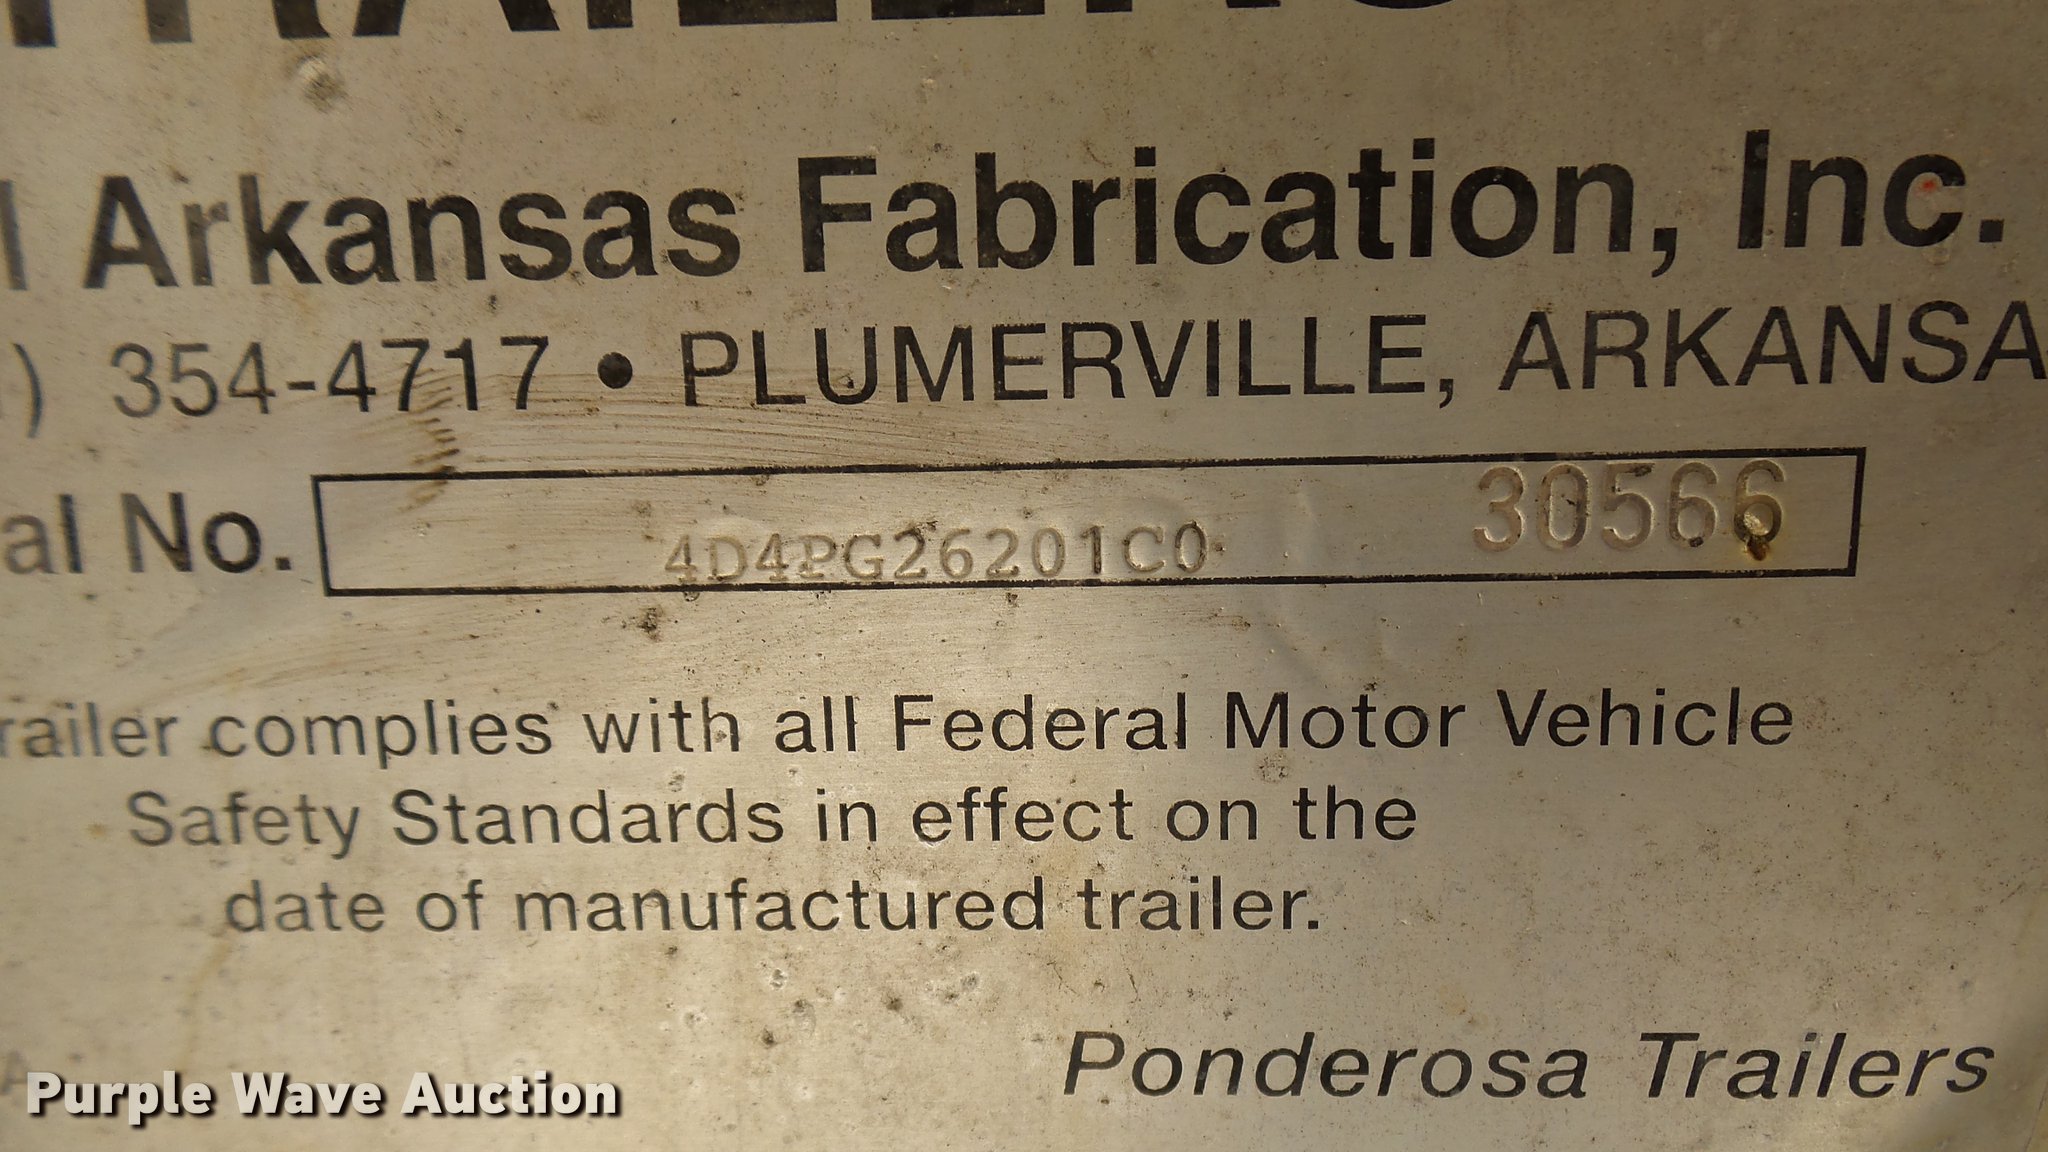 TRAILERS
l Arkansas Fabrication, Inc.
) 354-4717 • PLUMERVILLE, ARKANSA
al No. 4D4PG26201C0 30566
railer complies with all Federal Motor Vehicle
Safety Standards in effect on the
date of manufactured trailer.
Ponderosa Trailers
Purple Wave Auction